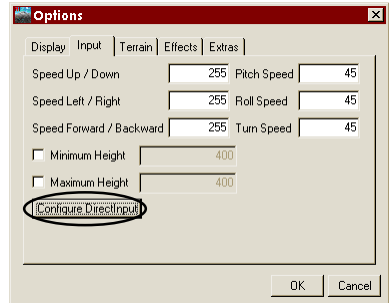 Options
Display Input Terrain Effects Extras
Speed Up / Down 255 Pitch Speed 45
Speed Left / Right 255 Roll Speed 45
Speed Forward / Backward 255 Turn Speed 45
Minimum Height 400
Maximum Height 400
Configure DirectInput
OK Cancel